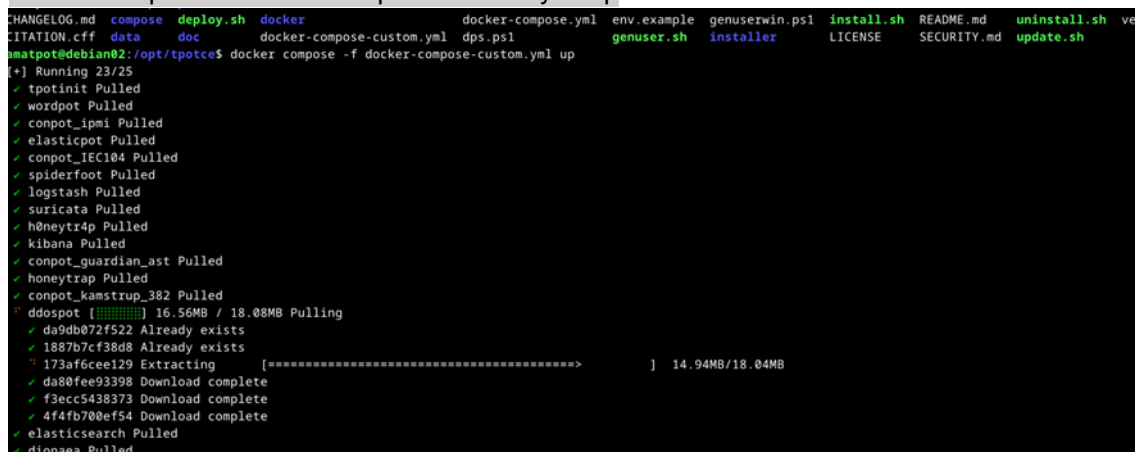 CHANGELOG.md compose deploy.sh docker docker-compose.yml env.example genuserwin.ps1 install.sh README.md uninstall.sh ve
CITATION.cff data doc docker-compose-custom.yml dps.ps1 genuser.sh installer LICENSE SECURITY.md update.sh
amatpot@debian02:/opt/tpotce$ docker compose -f docker-compose-custom.yml up
[+] Running 23/25
✔ tpotinit Pulled
✔ wordpot Pulled
✔ conpot_ipmi Pulled
✔ elasticpot Pulled
✔ conpot_IEC104 Pulled
✔ spiderfoot Pulled
✔ logstash Pulled
✔ suricata Pulled
✔ h0neytr4p Pulled
✔ kibana Pulled
✔ conpot_guardian_ast Pulled
✔ honeytrap Pulled
✔ conpot_kamstrup_382 Pulled
ddospot [⣿⣿⣿⣿⣿⣿] 16.56MB / 18.08MB Pulling
✔ da9db072f522 Already exists
✔ 1887b7cf38d8 Already exists
173af6cee129 Extracting [=========================================> ] 14.94MB/18.04MB
✔ da80fee93398 Download complete
✔ f3ecc5438373 Download complete
✔ 4f4fb700ef54 Download complete
✔ elasticsearch Pulled
✔ dionaea Pulled